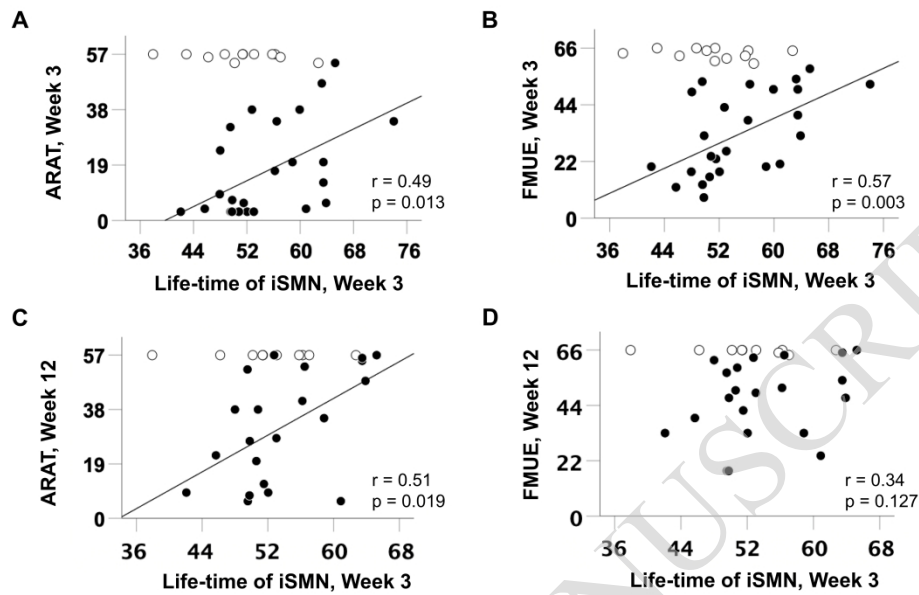 A
ARAT, Week 3
57
38
19
0
36 44 52 60 68 76
r = 0.49
p = 0.013
Life-time of iSMN, Week 3
B
FMUE, Week 3
66
44
22
0
36 44 52 60 68 76
r = 0.57
p = 0.003
Life-time of iSMN, Week 3
C
ARAT, Week 12
57
38
19
0
36 44 52 60 68
r = 0.51
p = 0.019
Life-time of iSMN, Week 3
D
FMUE, Week 12
66
44
22
0
36 44 52 60 68
r = 0.34
p = 0.127
Life-time of iSMN, Week 3
NUSCRI